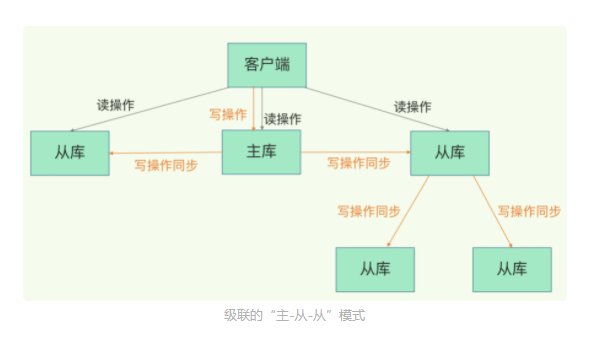 客户端
读操作
写操作
读操作
读操作
从库
主库
从库
写操作同步
写操作同步
写操作同步
写操作同步
从库
从库
级联的“主-从-从”模式